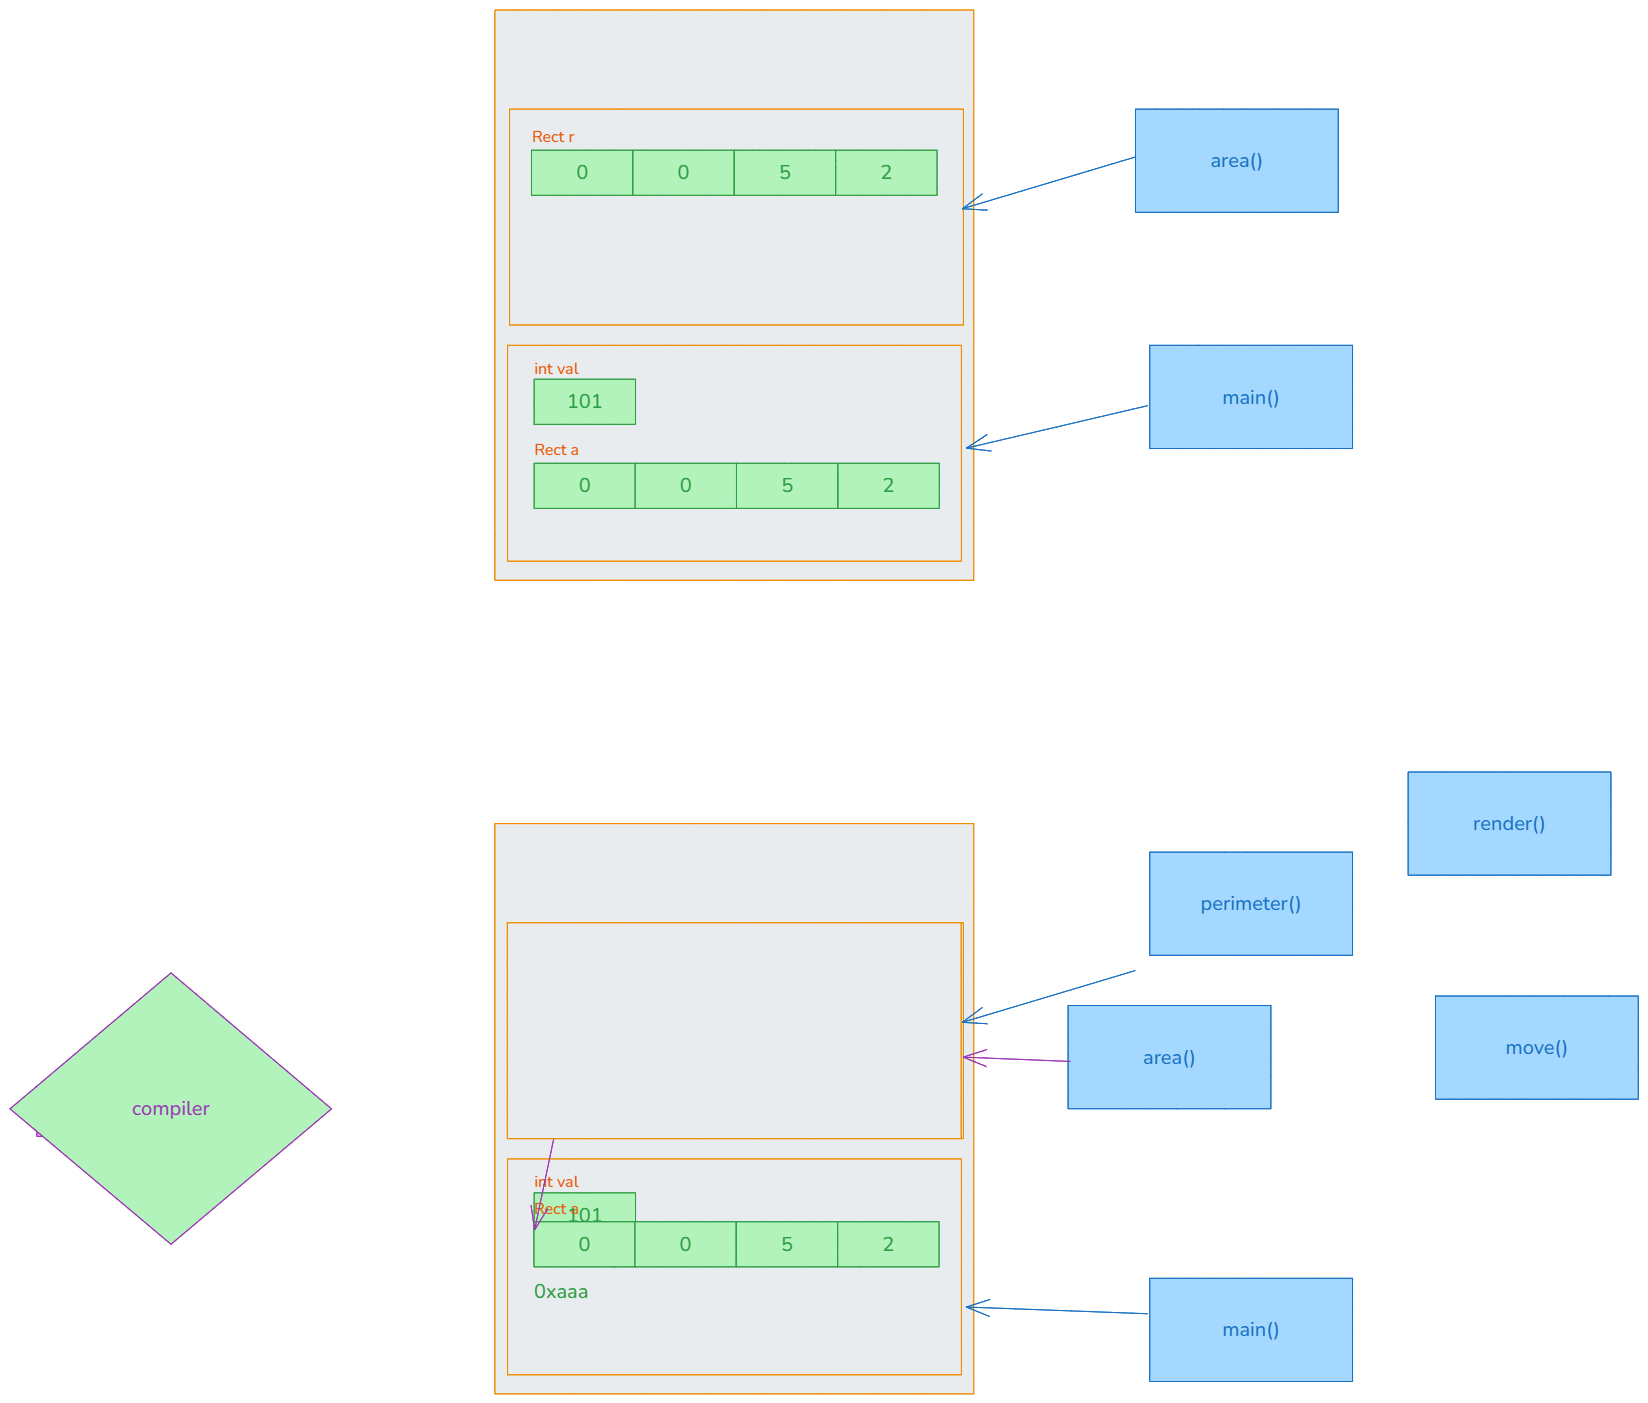 Rect r
0 0 5 2
area()
int val
101
main()
Rect a
0 0 5 2
render()
perimeter()
area()
move()
compiler
int val
Rect a
101
0 0 5 2
0xaaa
main()